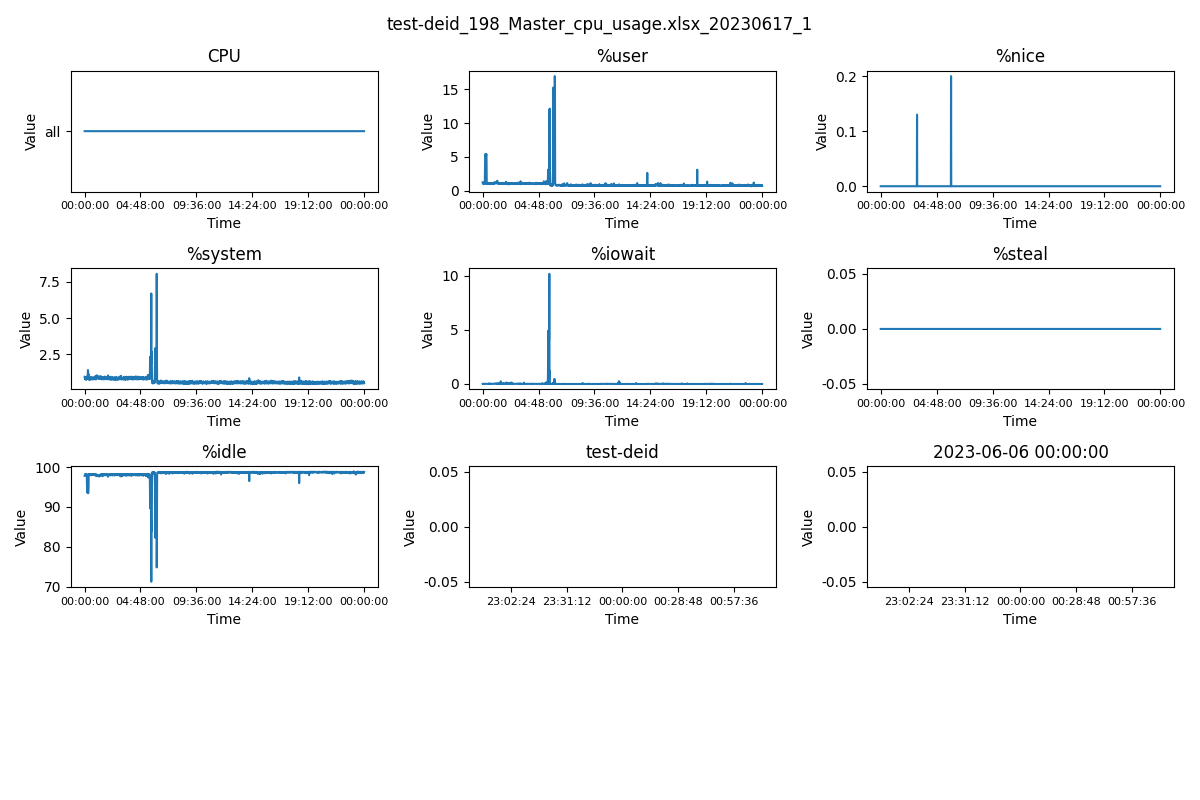 test-deid_198_Master_cpu_usage.xlsx_20230617_1
CPU
all
Value
00:00:00 04:48:00 09:36:00 14:24:00 19:12:00 00:00:00
Time
%user
15
10
5
0
Value
00:00:00 04:48:00 09:36:00 14:24:00 19:12:00 00:00:00
Time
%nice
0.2
0.1
0.0
Value
00:00:00 04:48:00 09:36:00 14:24:00 19:12:00 00:00:00
Time
%system
7.5
5.0
2.5
Value
00:00:00 04:48:00 09:36:00 14:24:00 19:12:00 00:00:00
Time
%iowait
10
5
0
Value
00:00:00 04:48:00 09:36:00 14:24:00 19:12:00 00:00:00
Time
%steal
0.05
0.00
-0.05
Value
00:00:00 04:48:00 09:36:00 14:24:00 19:12:00 00:00:00
Time
%idle
100
90
80
70
Value
00:00:00 04:48:00 09:36:00 14:24:00 19:12:00 00:00:00
Time
test-deid
0.05
0.00
-0.05
Value
23:02:24 23:31:12 00:00:00 00:28:48 00:57:36
Time
2023-06-06 00:00:00
0.05
0.00
-0.05
Value
23:02:24 23:31:12 00:00:00 00:28:48 00:57:36
Time